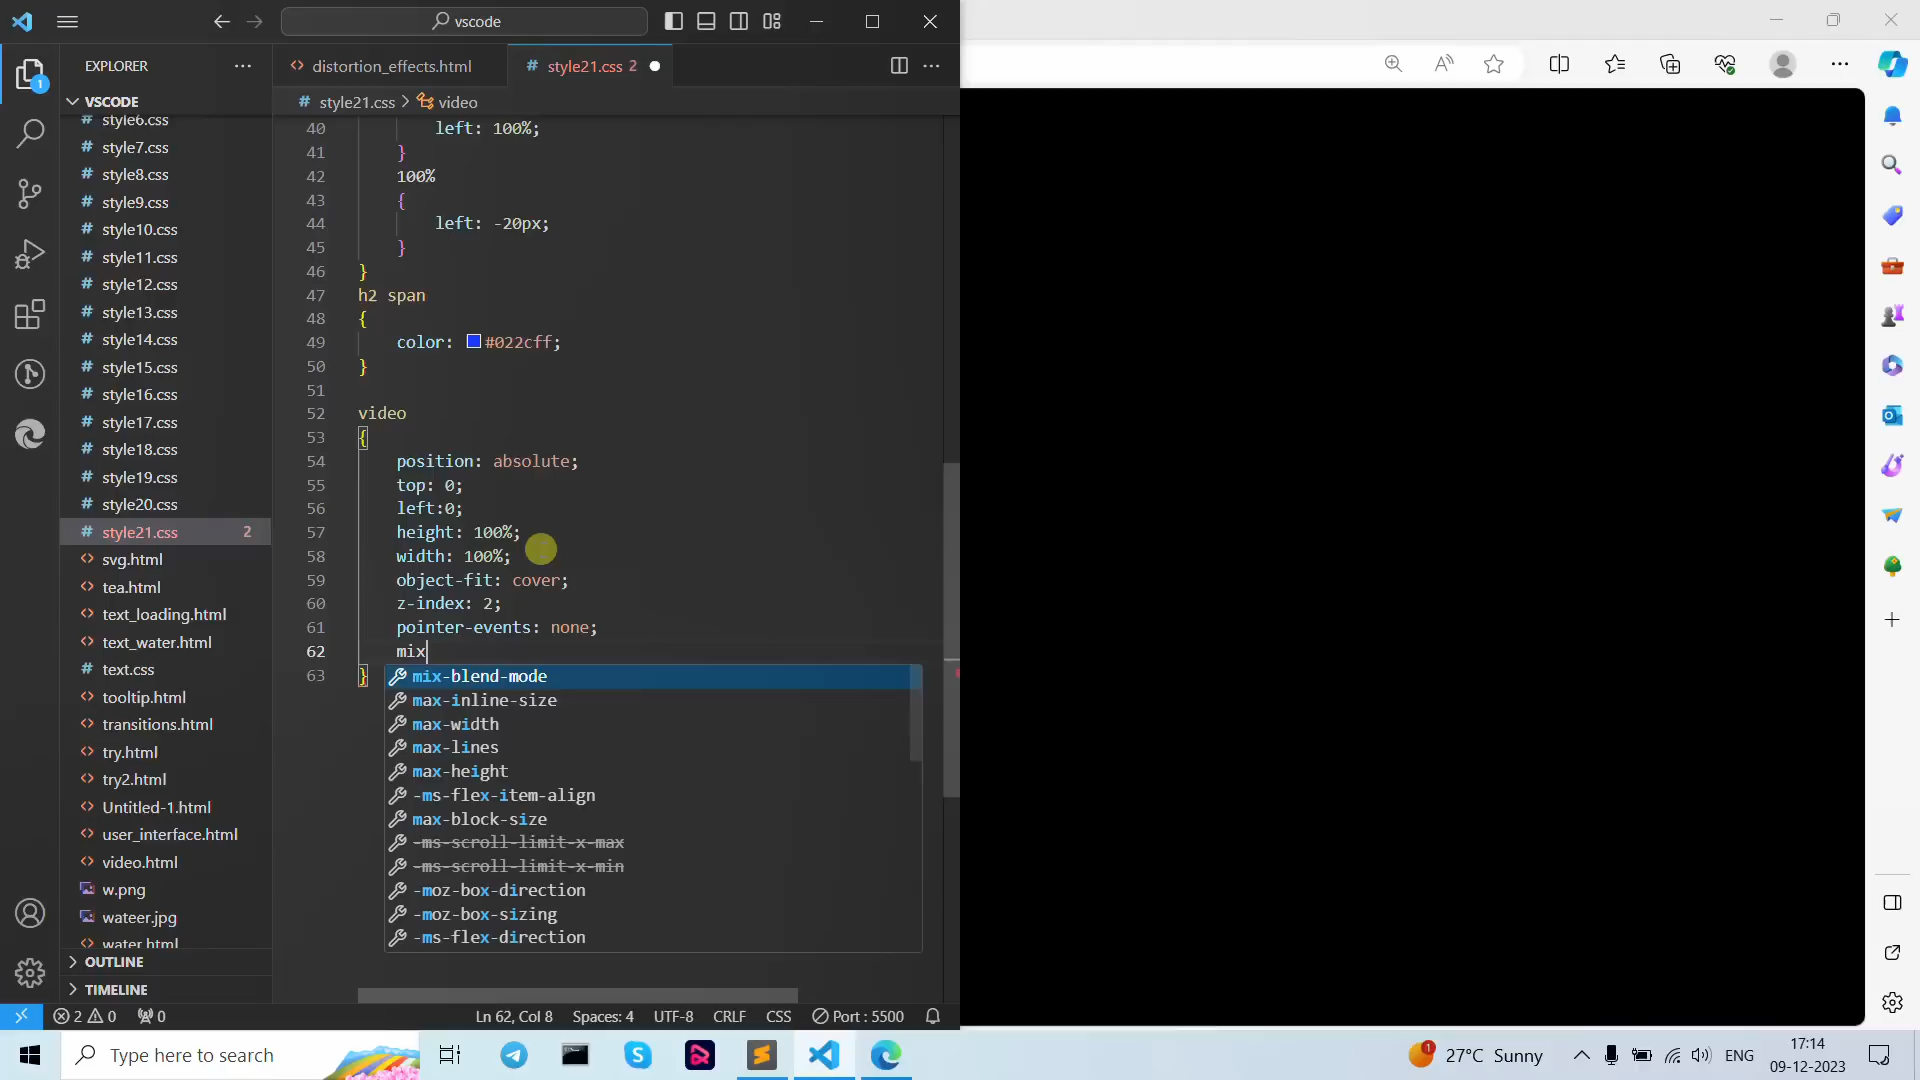 vscode
EXPLORER
distortion_effects.html
# style21.css 2
VSCODE
# style21.css > video
# style6.css
# style7.css
# style8.css
# style9.css
# style10.css
# style11.css
# style12.css
# style13.css
# style14.css
# style15.css
# style16.css
# style17.css
# style18.css
# style19.css
# style20.css
# style21.css 2
<> svg.html
<> tea.html
<> text_loading.html
<> text_water.html
# text.css
<> tooltip.html
<> transitions.html
<> try.html
<> try2.html
<> Untitled-1.html
<> user_interface.html
<> video.html
w.png
wateer.jpg
<> water.html
OUTLINE
TIMELINE
1
40 left: 100%;
41 }
42 100%
43 {
44 left: -20px;
45 }
46 }
47 h2 span
48 {
49 color: #022cff;
50 }
51
52 video
53 {
54 position: absolute;
55 top: 0;
56 left:0;
57 height: 100%;
58 width: 100%;
59 object-fit: cover;
60 z-index: 2;
61 pointer-events: none;
62 mix
63 }
mix-blend-mode
max-inline-size
max-width
max-lines
max-height
-ms-flex-item-align
max-block-size
-ms-scroll-limit-x-max
-ms-scroll-limit-x-min
-moz-box-direction
-moz-box-sizing
-ms-flex-direction
2 0 0
Ln 62, Col 8 Spaces: 4 UTF-8 CRLF CSS Port : 5500
Type here to search
1 27°C Sunny ENG 17:14
09-12-2023